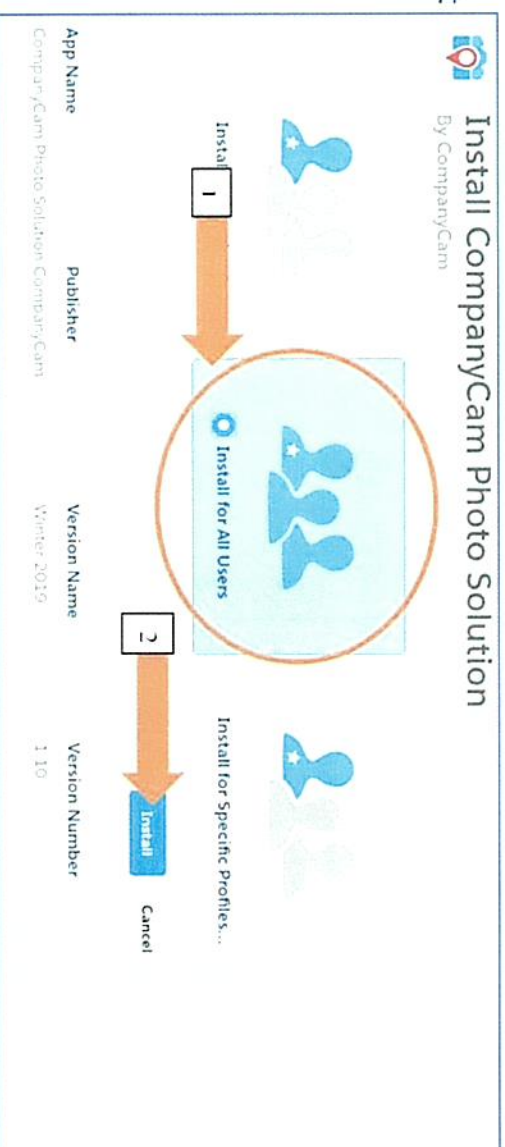 Install CompanyCam Photo Solution
By CompanyCam
Instal
1
Install for All Users
Install for Specific Profiles...
2
Install
Cancel
App Name
Publisher
Version Name
Version Number
CompanyCam Photo Solution
CompanyCam
Winter 2019
1.10